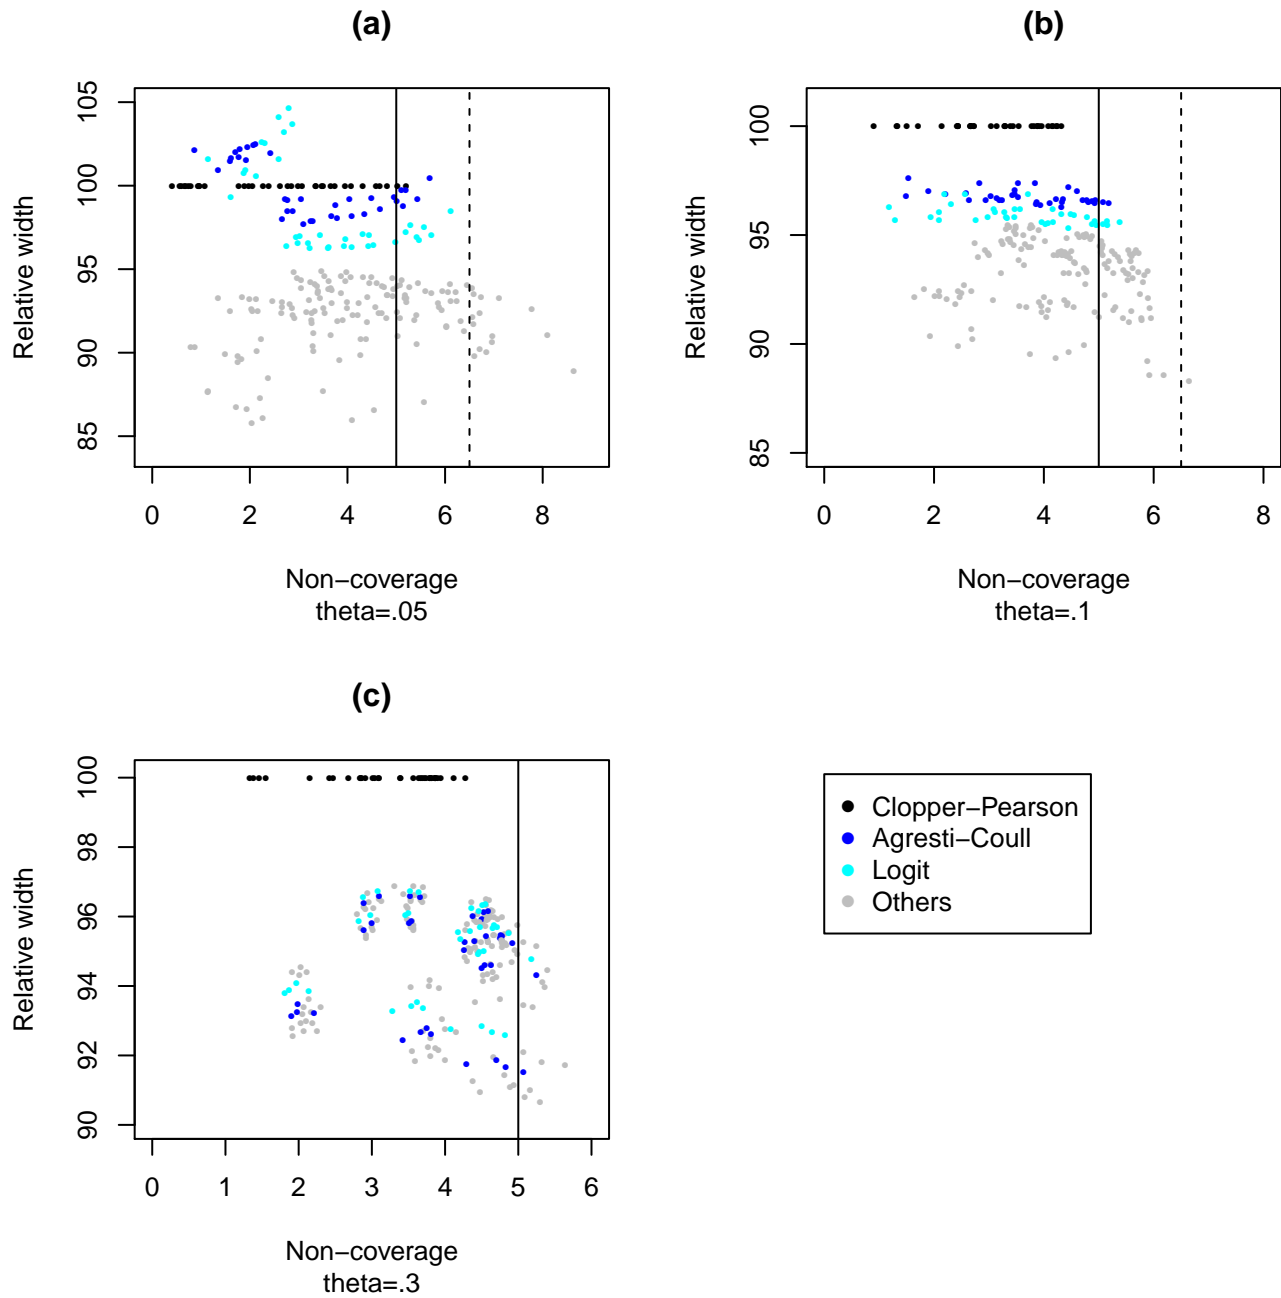 (a)
105
100
95
90
85
Relative width
0 2 4 6 8
Non−coverage
theta=.05
(b)
100
95
90
85
Relative width
0 2 4 6 8
Non−coverage
theta=.1
(c)
100
98
96
94
92
90
Relative width
0 1 2 3 4 5 6
Non−coverage
theta=.3
Clopper−Pearson
Agresti−Coull
Logit
Others